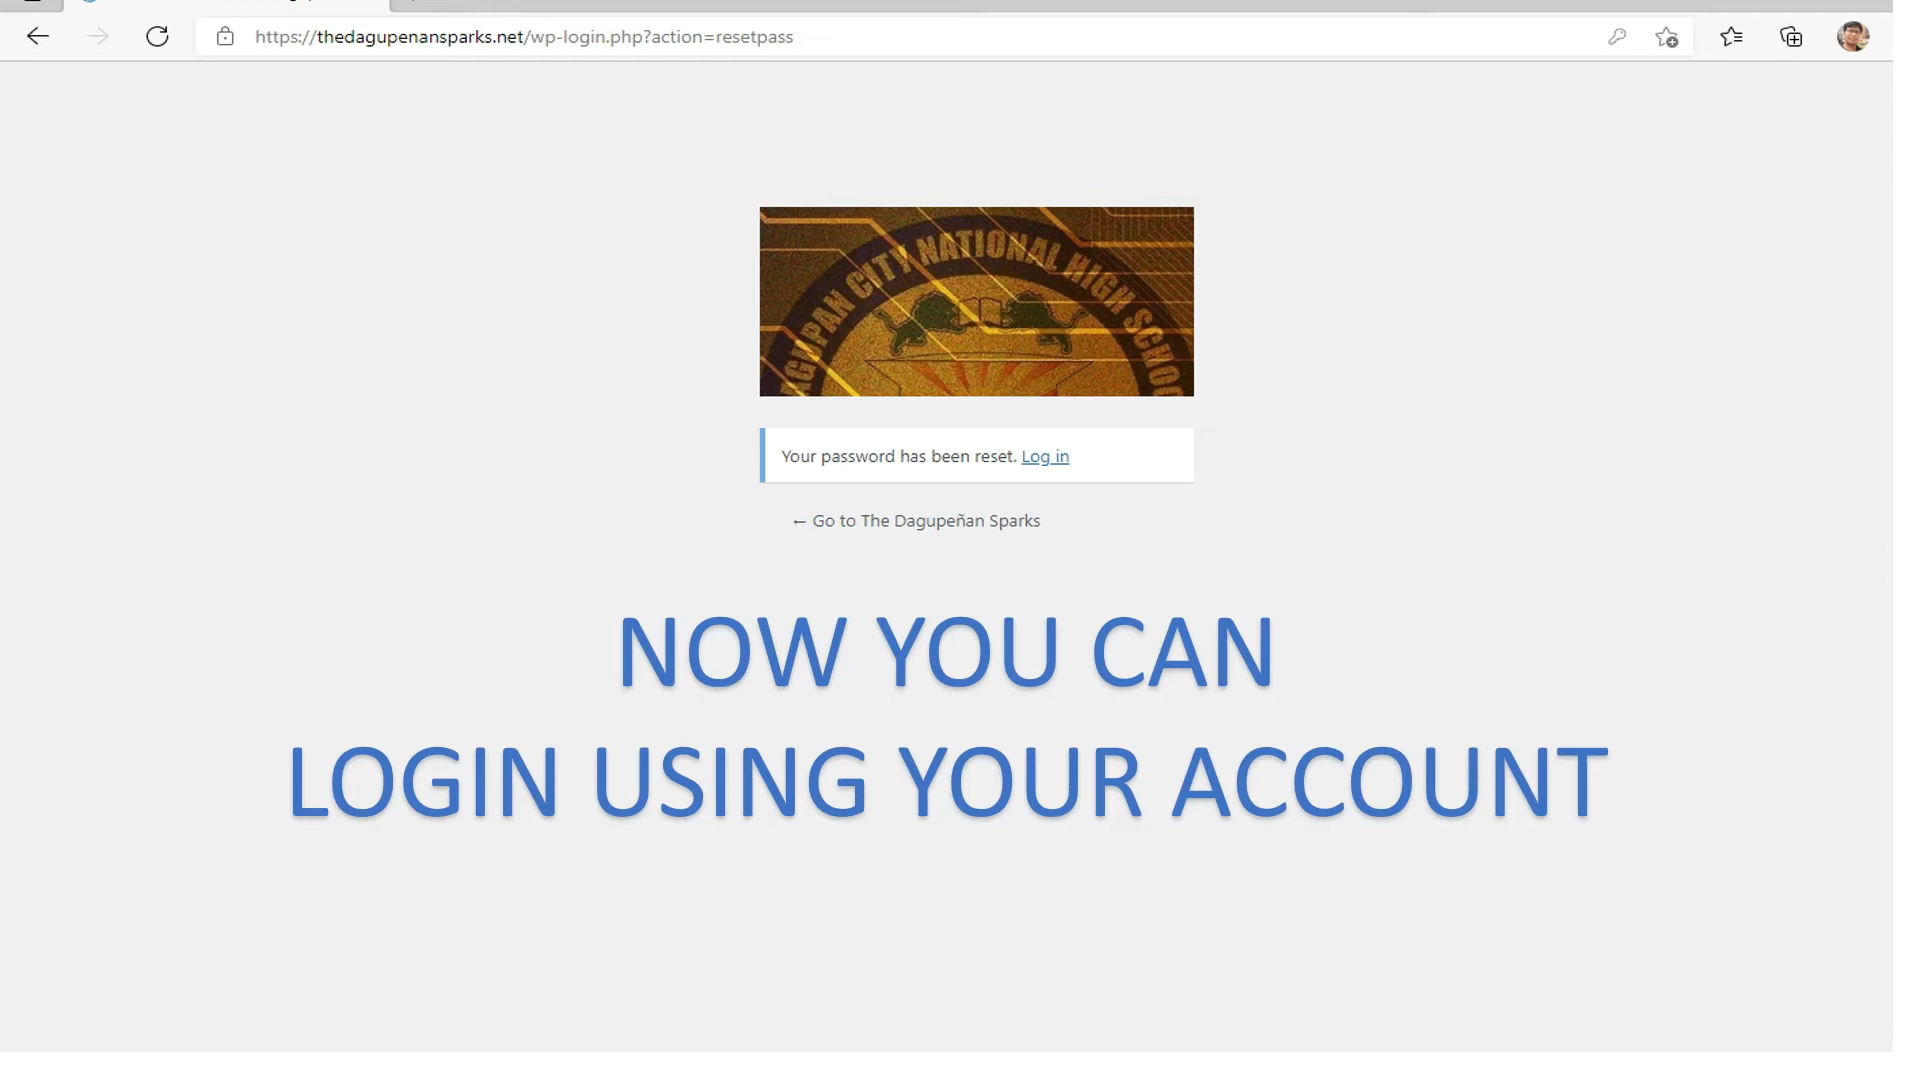 https://thedagupenansparks.net/wp-login.php?action=resetpass
DAGUPAN CITY NATIONAL HIGH SCHOOL
Your password has been reset. Log in
← Go to The Dagupeñan Sparks
NOW YOU CAN
LOGIN USING YOUR ACCOUNT